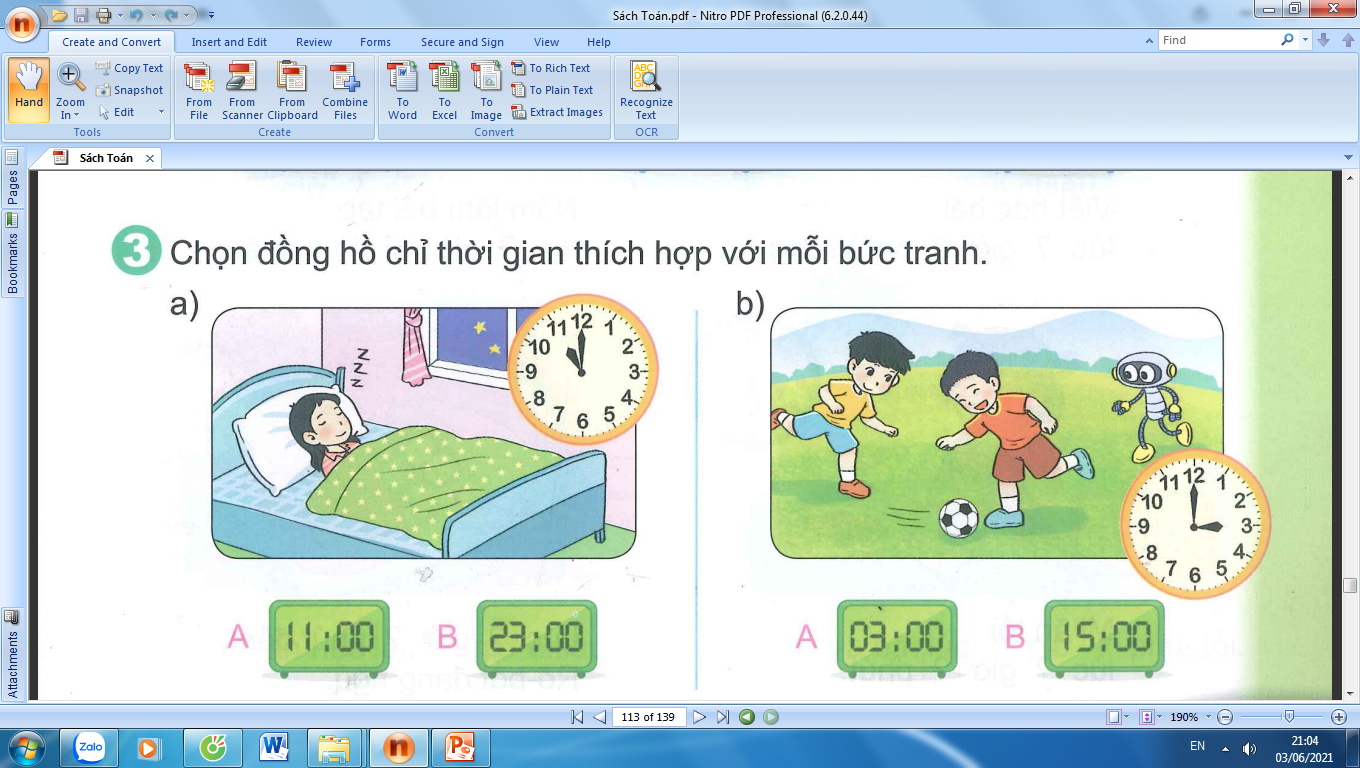 Sách Toán.pdf - Nitro PDF Professional (6.2.0.44)
Create and Convert Insert and Edit Review Forms Secure and Sign View Help Find
Hand
Zoom In
Copy Text
Snapshot
Edit
Tools
From File
From Scanner
From Clipboard
Combine Files
Create
To Word
To Excel
To Image
To Rich Text
To Plain Text
Extract Images
Convert
Recognize Text
OCR
Pages
Bookmarks
Attachments
Sách Toán
3 Chọn đồng hồ chỉ thời gian thích hợp với mỗi bức tranh.
a)
z
z
z
12 1 2 3 4 5 6 7 8 9 10 11
A 11:00 B 23:00
b)
12 1 2 3 4 5 6 7 8 9 10 11
A 03:00 B 15:00
113 of 139
190%
Zalo
EN
21:04
03/06/2021